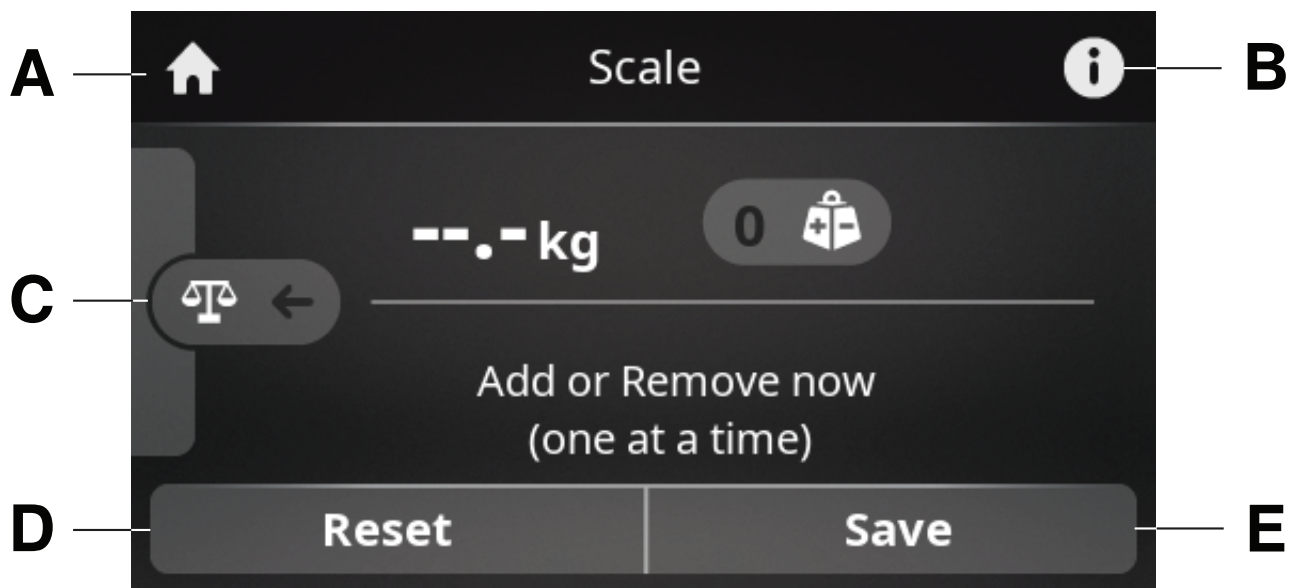 A
Scale
B
--.- kg
0
C
Add or Remove now
(one at a time)
D
Reset
Save
E